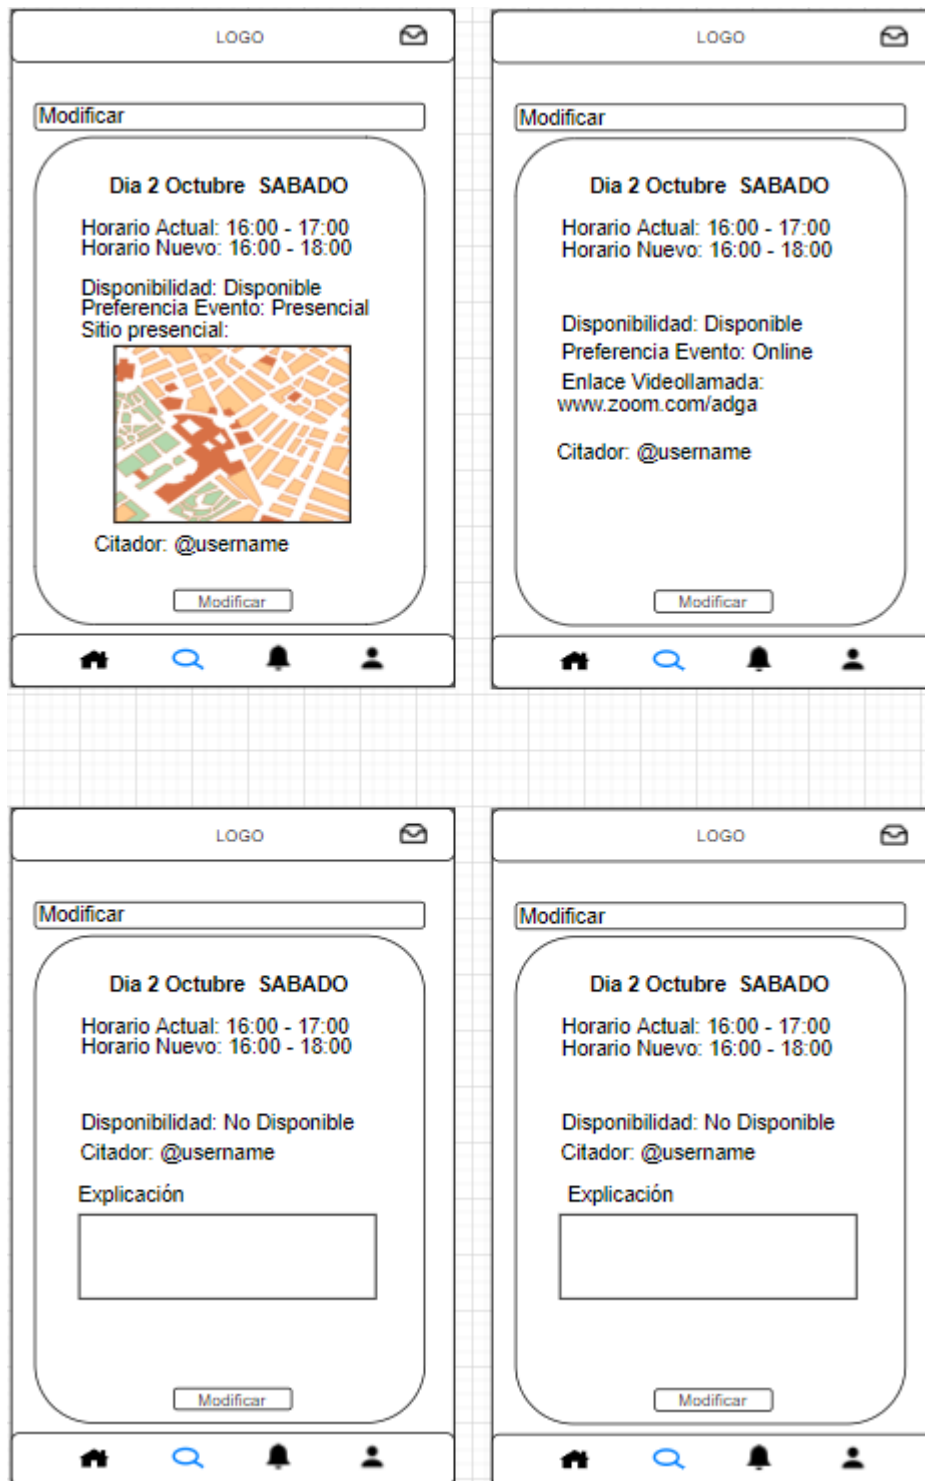 LOGO
Modificar
Dia 2 Octubre SABADO
Horario Actual: 16:00 - 17:00
Horario Nuevo: 16:00 - 18:00
Disponibilidad: Disponible
Preferencia Evento: Presencial
Sitio presencial:
Citador: @username
Modificar
LOGO
Modificar
Dia 2 Octubre SABADO
Horario Actual: 16:00 - 17:00
Horario Nuevo: 16:00 - 18:00
Disponibilidad: Disponible
Preferencia Evento: Online
Enlace Videollamada:
www.zoom.com/adga
Citador: @username
Modificar
LOGO
Modificar
Dia 2 Octubre SABADO
Horario Actual: 16:00 - 17:00
Horario Nuevo: 16:00 - 18:00
Disponibilidad: No Disponible
Citador: @username
Explicación
Modificar
LOGO
Modificar
Dia 2 Octubre SABADO
Horario Actual: 16:00 - 17:00
Horario Nuevo: 16:00 - 18:00
Disponibilidad: No Disponible
Citador: @username
Explicación
Modificar